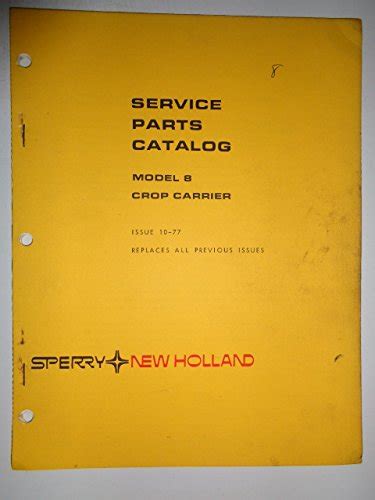 8
SERVICE
PARTS
CATALOG
MODEL 8
CROP CARRIER
ISSUE 10-77
REPLACES ALL PREVIOUS ISSUES
SPERRY NEW HOLLAND